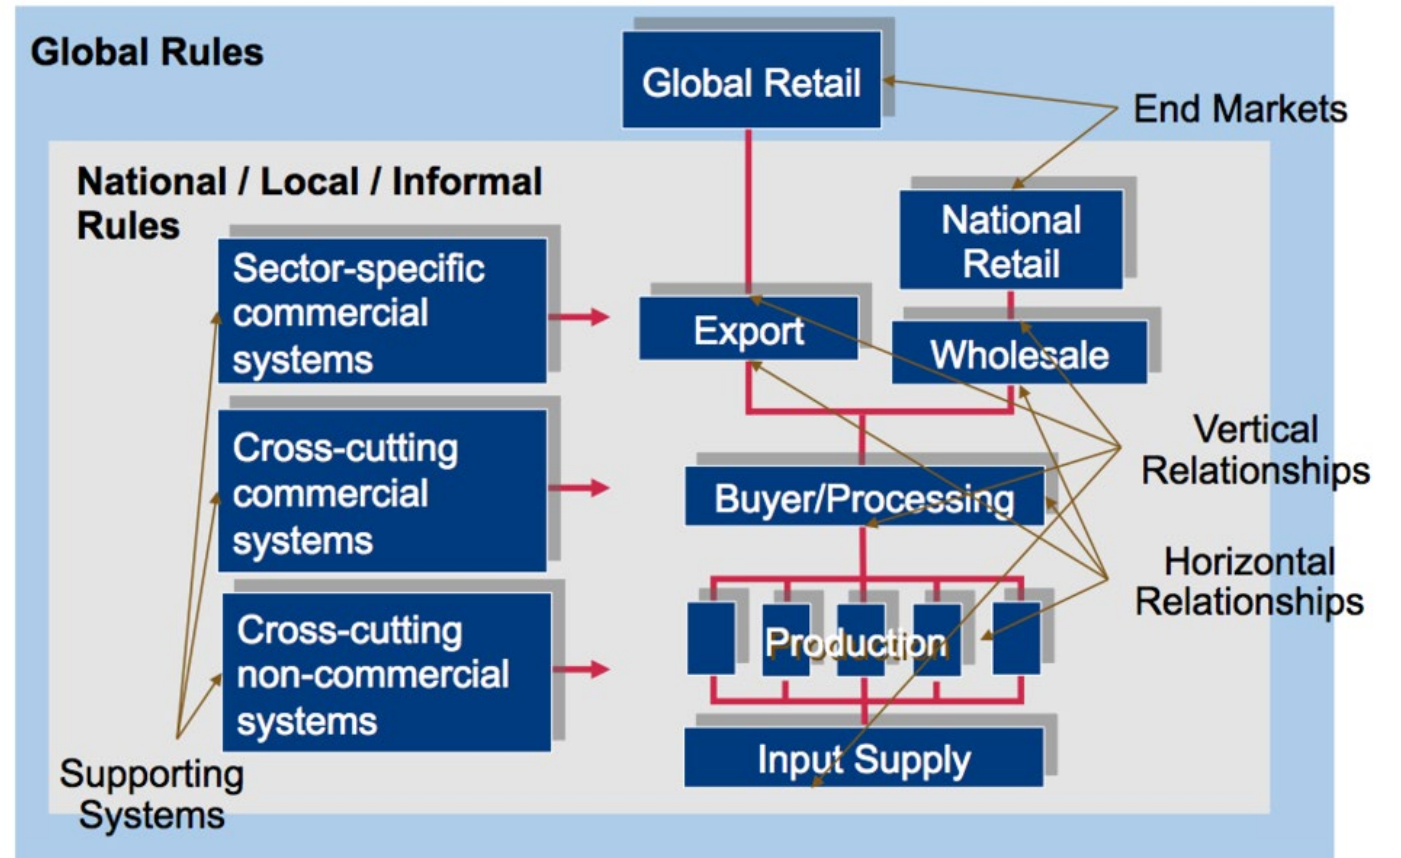 Global Rules
Global Retail
End Markets
National / Local / Informal
Rules
National
Retail
Sector-specific
commercial
systems
Export
Wholesale
Cross-cutting
commercial
systems
Vertical
Relationships
Buyer/Processing
Horizontal
Relationships
Cross-cutting
non-commercial
systems
Production
Input Supply
Supporting
Systems